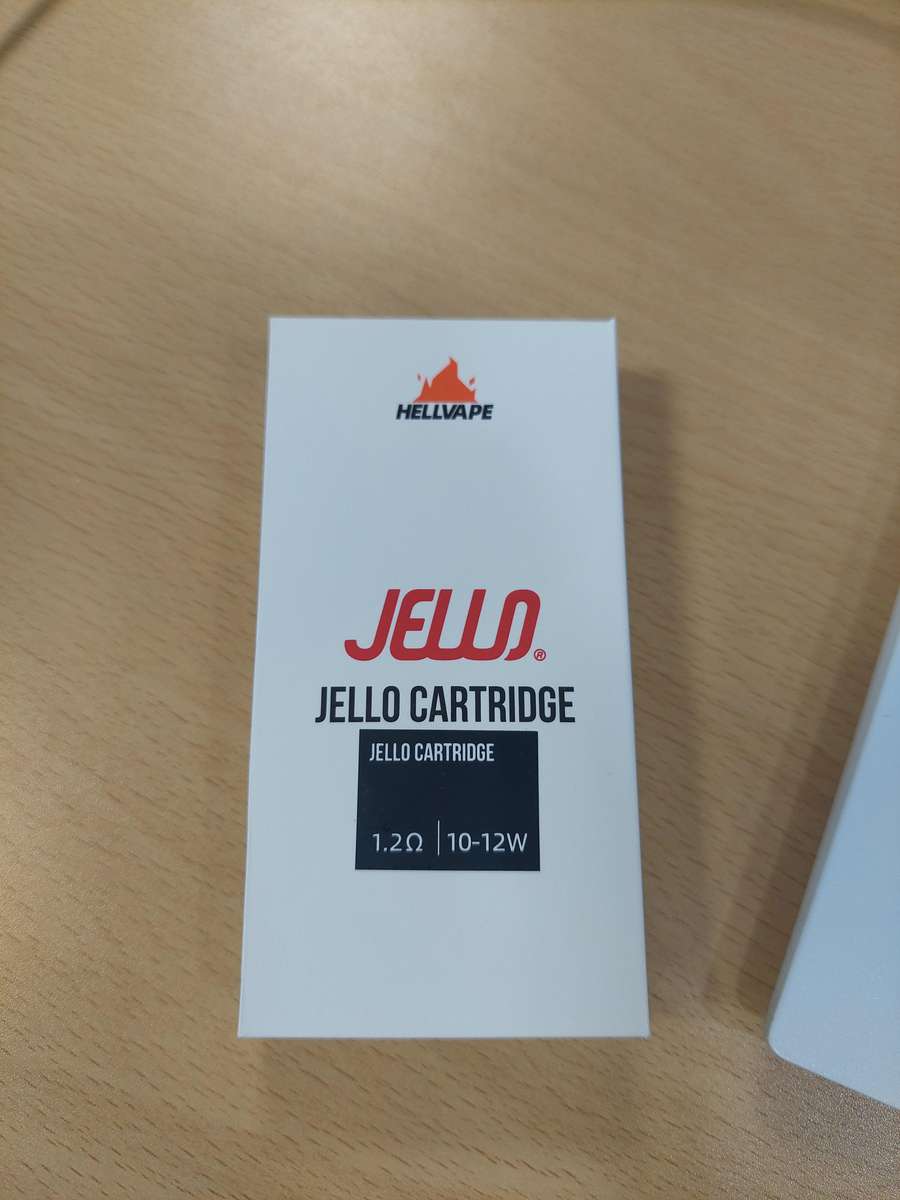 HELLVAPE
JELLO®
JELLO CARTRIDGE
JELLO CARTRIDGE
1.2Ω | 10-12W